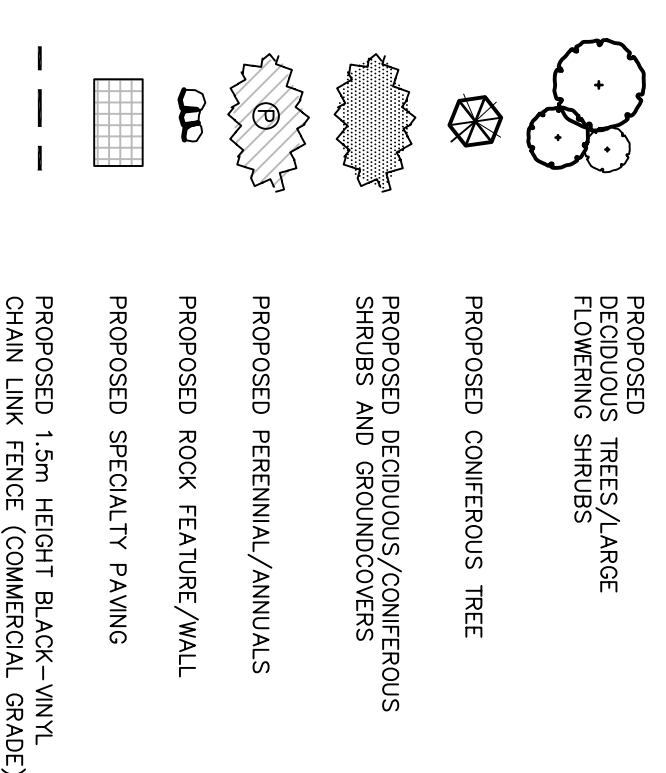 PROPOSED
DECIDUOUS TREES/LARGE
FLOWERING SHRUBS
PROPOSED CONIFEROUS TREE
PROPOSED DECIDUOUS/CONIFEROUS
SHRUBS AND GROUNDCOVERS
P
PROPOSED PERENNIAL/ANNUALS
PROPOSED ROCK FEATURE/WALL
PROPOSED SPECIALTY PAVING
PROPOSED 1.5m HEIGHT BLACK-VINYL
CHAIN LINK FENCE (COMMERCIAL GRADE)